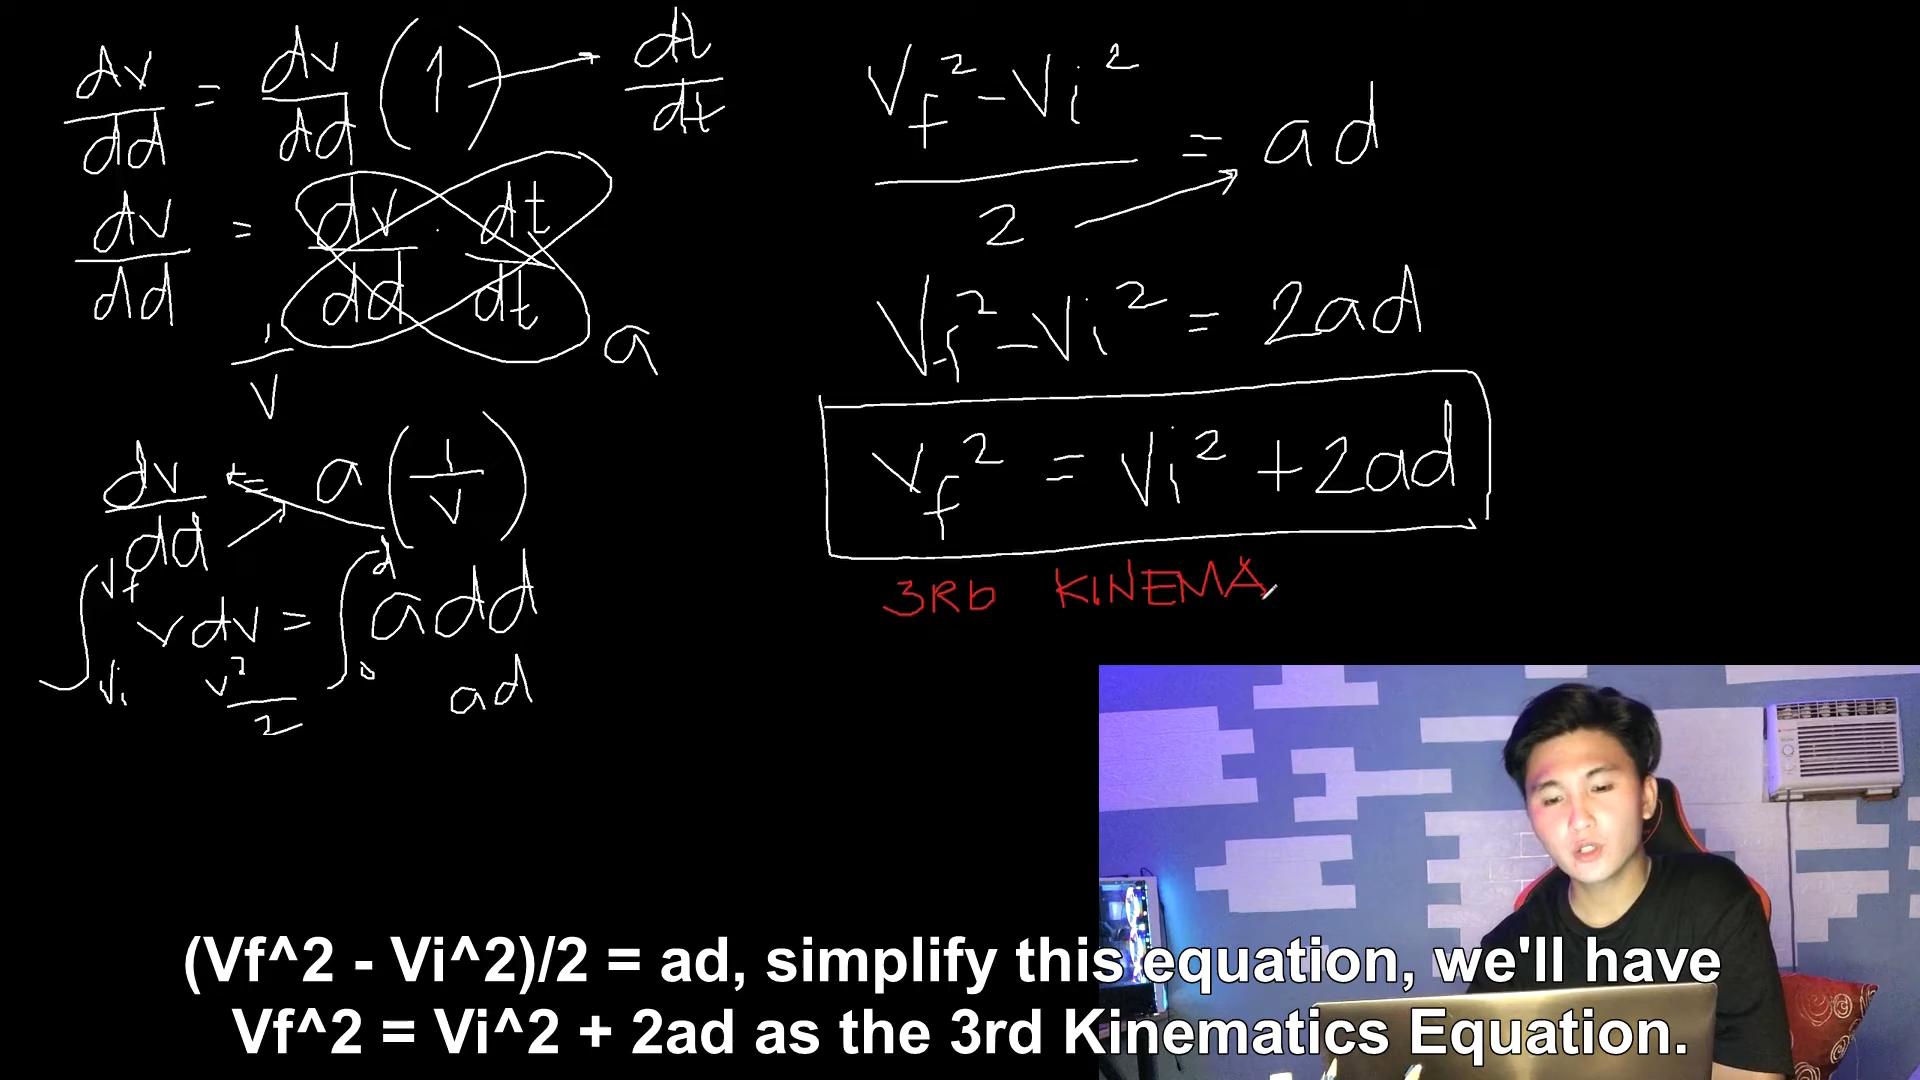 dv/dd = dv/dd (1) → dt/dt
dv/dd = dv/dd · dt/dt
1/v
a
dv/dd = a (1/v)
∫ Vf Vi v dv = ∫ d 0 a dd
v²/2 ad
(Vf² - Vi²)/2 = ad
Vf² - Vi² = 2ad
Vf² = Vi² + 2ad
3RD KINEMA
(Vf^2 - Vi^2)/2 = ad, simplify this equation, we'll have
Vf^2 = Vi^2 + 2ad as the 3rd Kinematics Equation.